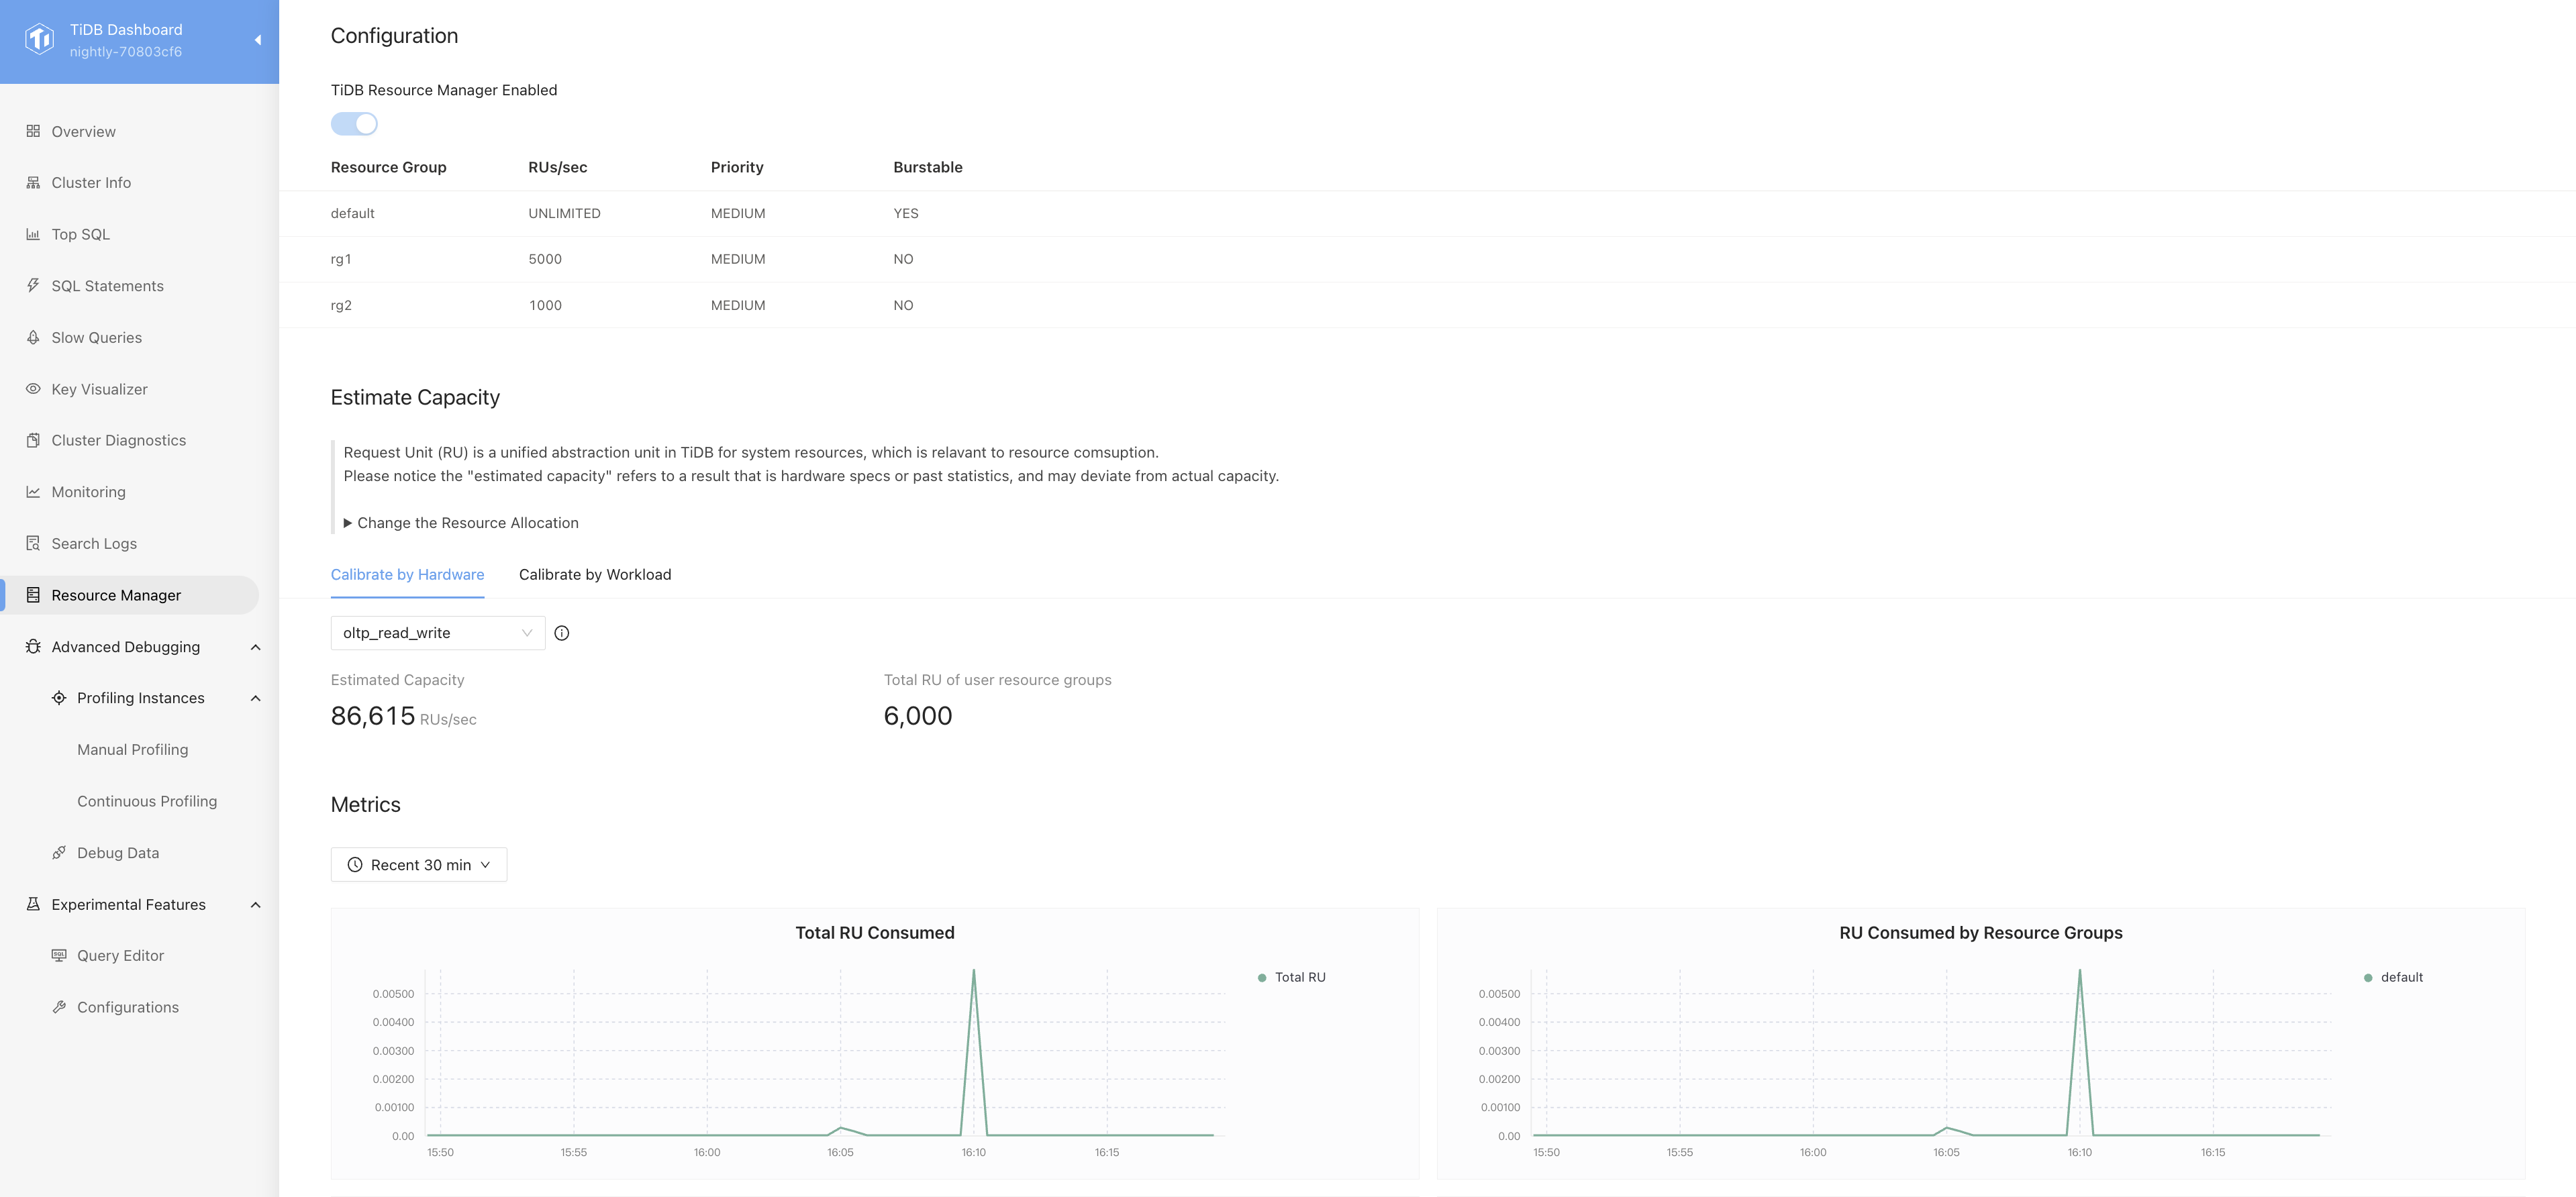 TiDB Dashboard
nightly-70803cf6
Overview
Cluster Info
Top SQL
SQL Statements
Slow Queries
Key Visualizer
Cluster Diagnostics
Monitoring
Search Logs
Resource Manager
Advanced Debugging
Profiling Instances
Manual Profiling
Continuous Profiling
Debug Data
Experimental Features
Query Editor
Configurations
Configuration
TiDB Resource Manager Enabled
Resource Group RUs/sec Priority Burstable
default UNLIMITED MEDIUM YES
rg1 5000 MEDIUM NO
rg2 1000 MEDIUM NO
Estimate Capacity
Request Unit (RU) is a unified abstraction unit in TiDB for system resources, which is relavant to resource comsuption.
Please notice the "estimated capacity" refers to a result that is hardware specs or past statistics, and may deviate from actual capacity.
Change the Resource Allocation
Calibrate by Hardware Calibrate by Workload
oltp_read_write
Estimated Capacity Total RU of user resource groups
86,615 RUs/sec 6,000
Metrics
Recent 30 min
Total RU Consumed
Total RU
0.00500
0.00400
0.00300
0.00200
0.00100
0.00
15:50 15:55 16:00 16:05 16:10 16:15
RU Consumed by Resource Groups
default
0.00500
0.00400
0.00300
0.00200
0.00100
0.00
15:50 15:55 16:00 16:05 16:10 16:15